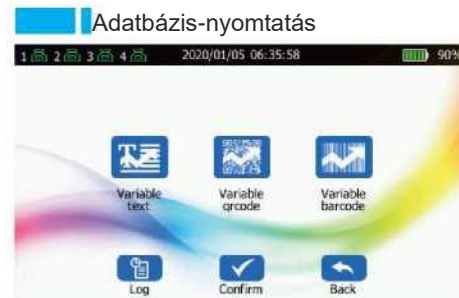 Adatbázis-nyomtatás
1 2 3 4 2020/01/05 06:35:58 90%
Variable text
Variable qrcode
Variable barcode
Log Confirm Back